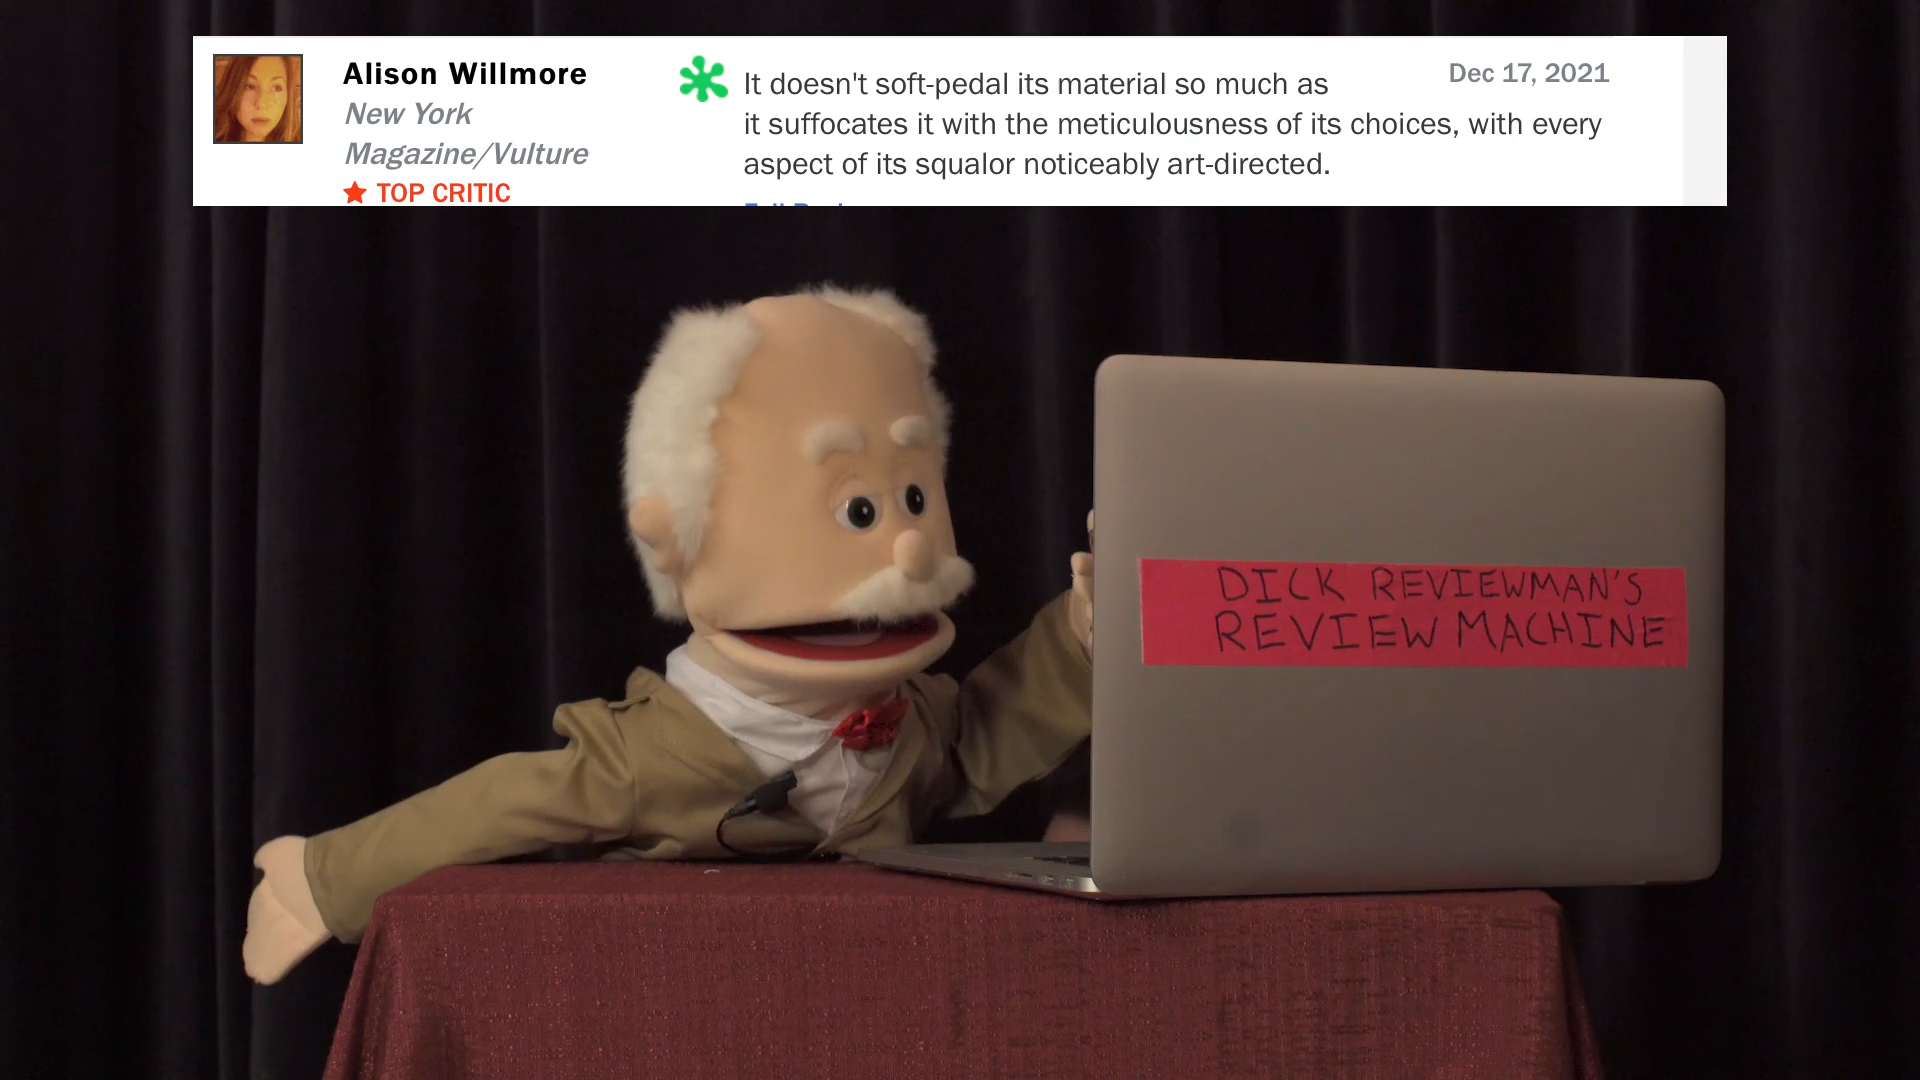 Alison Willmore
New York
Magazine/Vulture
TOP CRITIC
It doesn't soft-pedal its material so much as
it suffocates it with the meticulousness of its choices, with every
aspect of its squalor noticeably art-directed.
Dec 17, 2021
DICK REVIEWMAN'S
REVIEW MACHINE